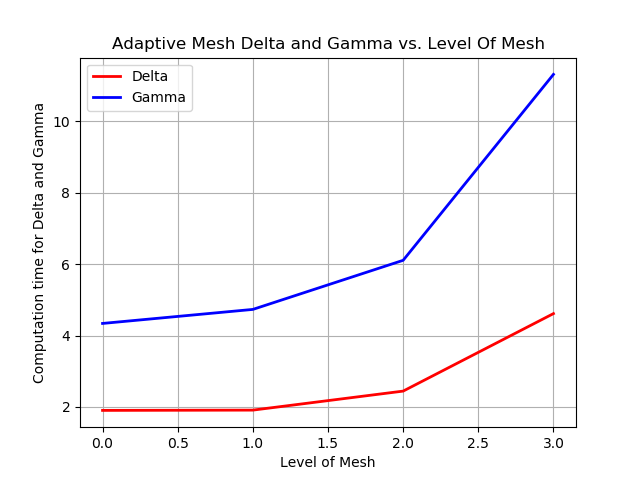 Adaptive Mesh Delta and Gamma vs. Level Of Mesh
Delta
Gamma
Computation time for Delta and Gamma
10
8
6
4
2
0.0 0.5 1.0 1.5 2.0 2.5 3.0
Level of Mesh